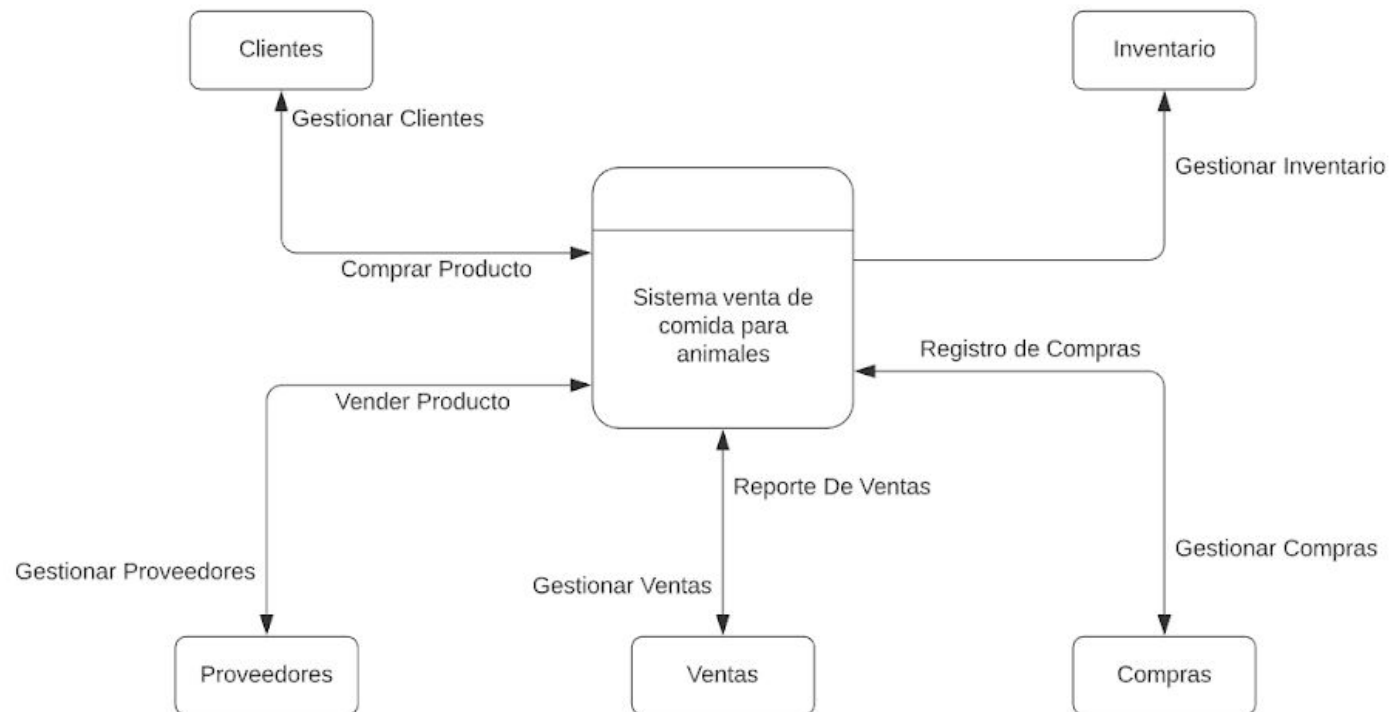 Clientes
Inventario
Gestionar Clientes
Gestionar Inventario
Comprar Producto
Sistema venta de
comida para
animales
Registro de Compras
Vender Producto
Reporte De Ventas
Gestionar Compras
Gestionar Proveedores
Gestionar Ventas
Proveedores
Ventas
Compras